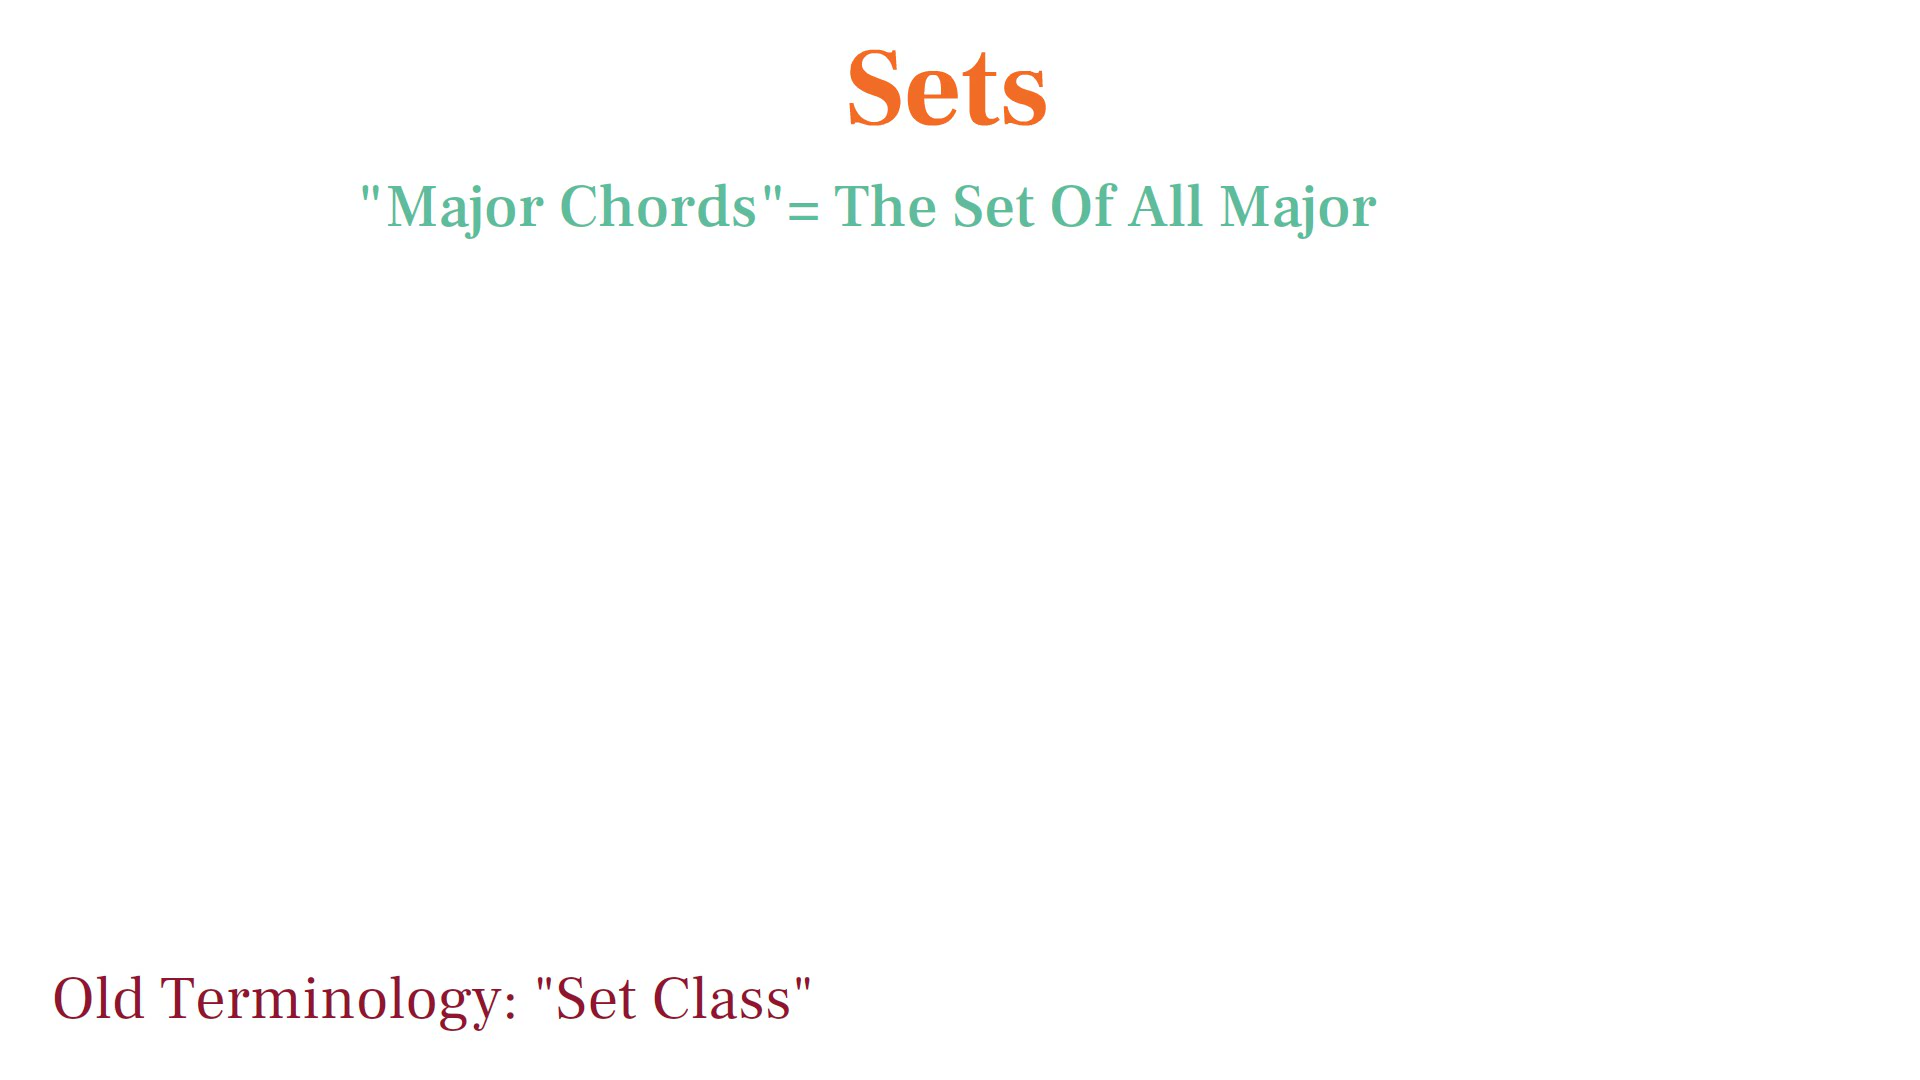 Sets
"Major Chords"= The Set Of All Major
Old Terminology: "Set Class"